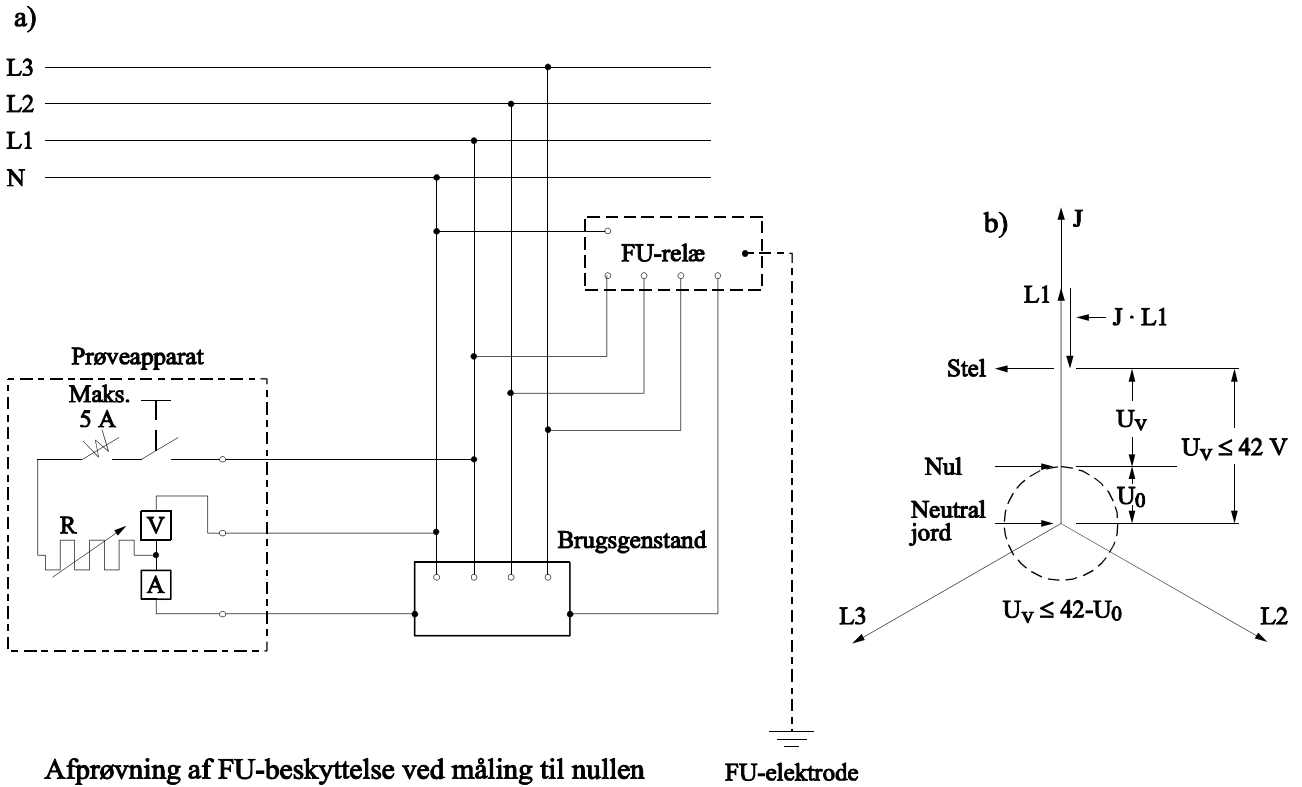 a)
L3
L2
L1
N
FU-relæ
Prøveapparat
Maks.
5 A
R
V
A
Brugsgenstand
FU-elektrode
Afprøvning af FU-beskyttelse ved måling til nullen
b)
J
L1
J · L1
Stel
Uv
Uv ≤ 42 V
Nul
U0
Neutral
jord
L3
L2
Uv ≤ 42-U0